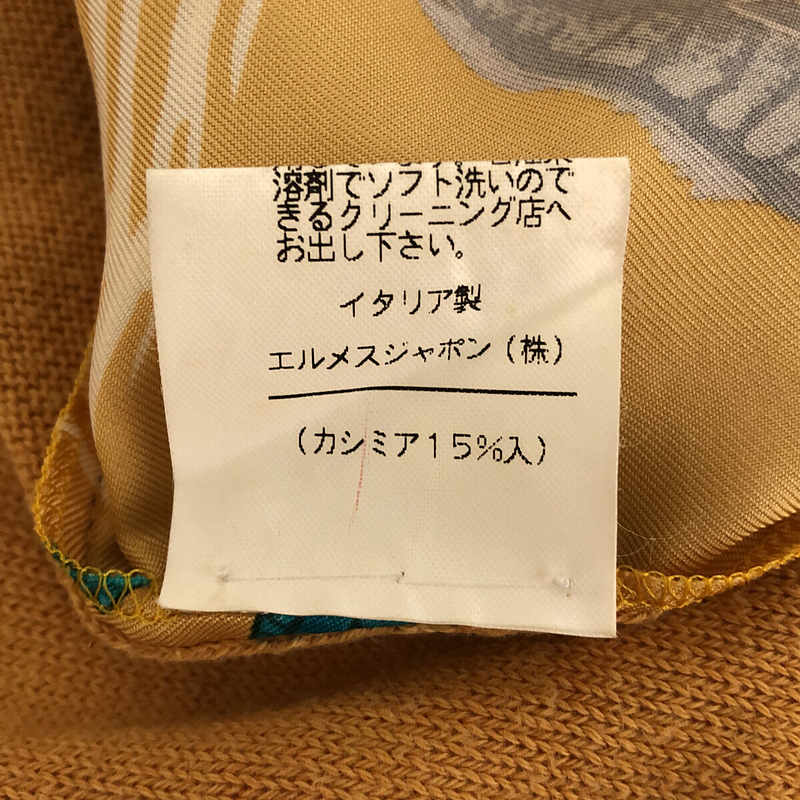 溶剤でソフト洗いので
きるクリーニング店へ
お出し下さい。
イタリア製
エルメスジャポン(株)
(カシミア15%入)